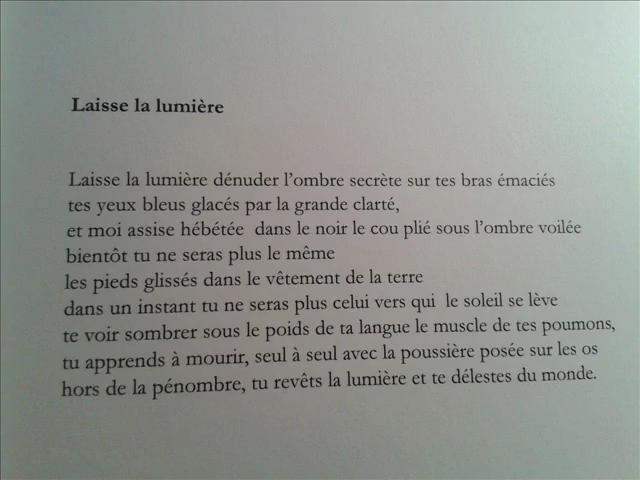 Laisse la lumière
Laisse la lumière dénuder l'ombre secrète sur tes bras émaciés
tes yeux bleus glacés par la grande clarté,
et moi assise hébétée dans le noir le cou plié sous l'ombre voilée
bientôt tu ne seras plus le même
les pieds glissés dans le vêtement de la terre
dans un instant tu ne seras plus celui vers qui le soleil se lève
te voir sombrer sous le poids de ta langue le muscle de tes poumons,
tu apprends à mourir, seul à seul avec la poussière posée sur les os
hors de la pénombre, tu revêts la lumière et te délestes du monde.